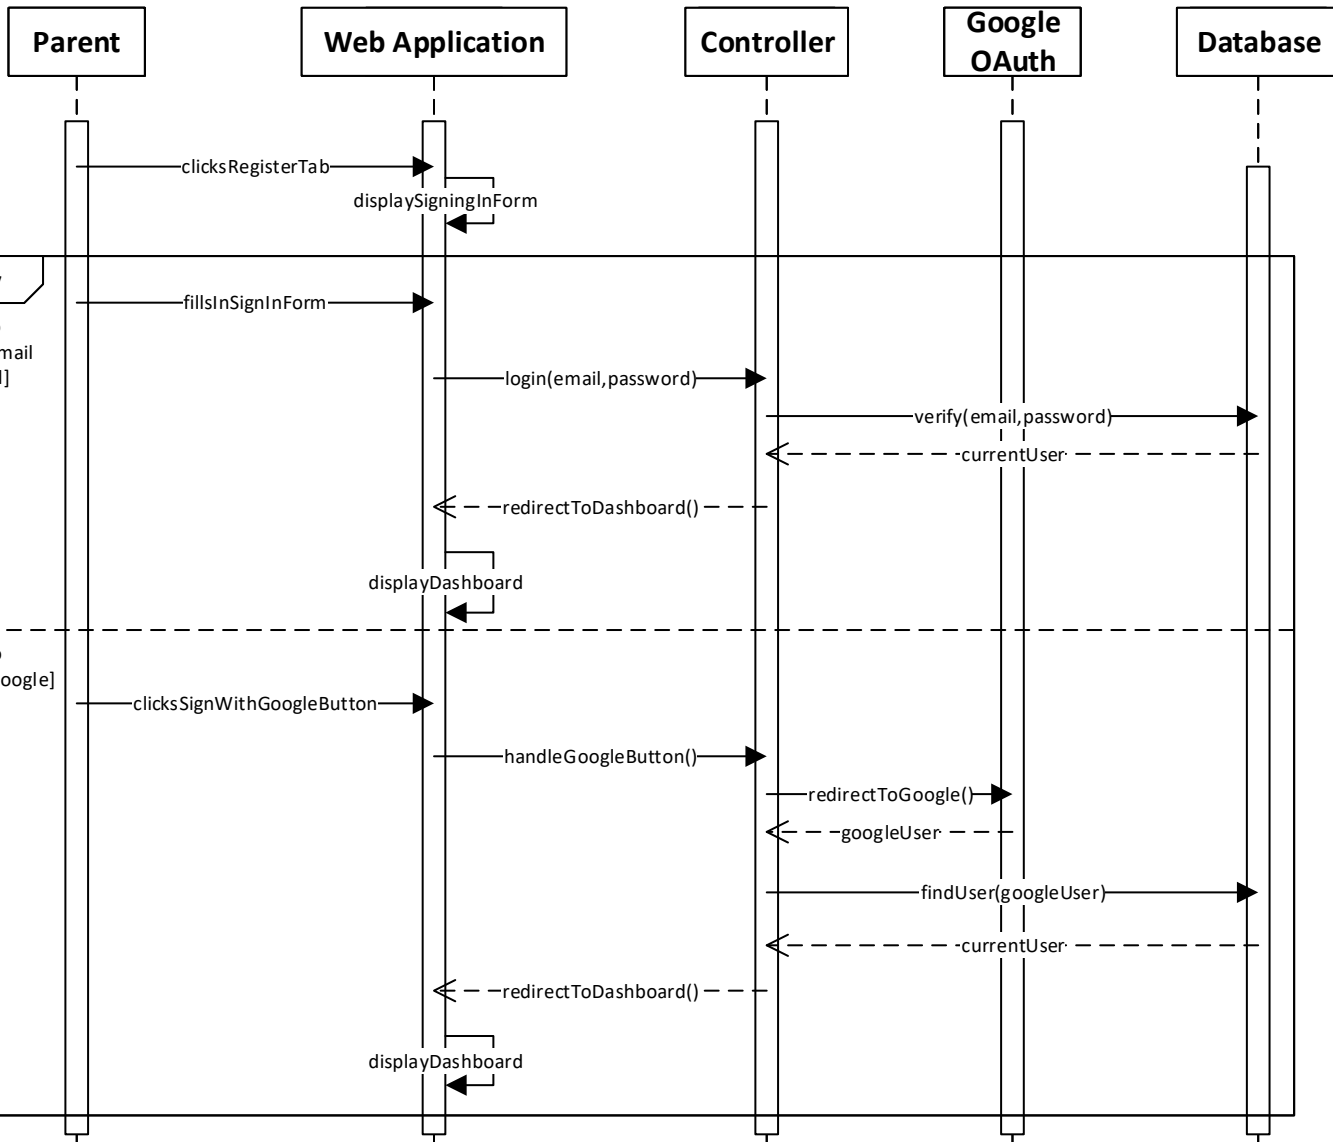 Parent
Web Application
Controller
Google
OAuth
Database
clicksRegisterTab
displaySigningInForm
fillsInSignInForm
mail
]
login(email,password)
verify(email,password)
currentUser
redirectToDashboard()
displayDashboard
oogle]
clicksSignWithGoogleButton
handleGoogleButton()
redirectToGoogle()
googleUser
findUser(googleUser)
currentUser
redirectToDashboard()
displayDashboard